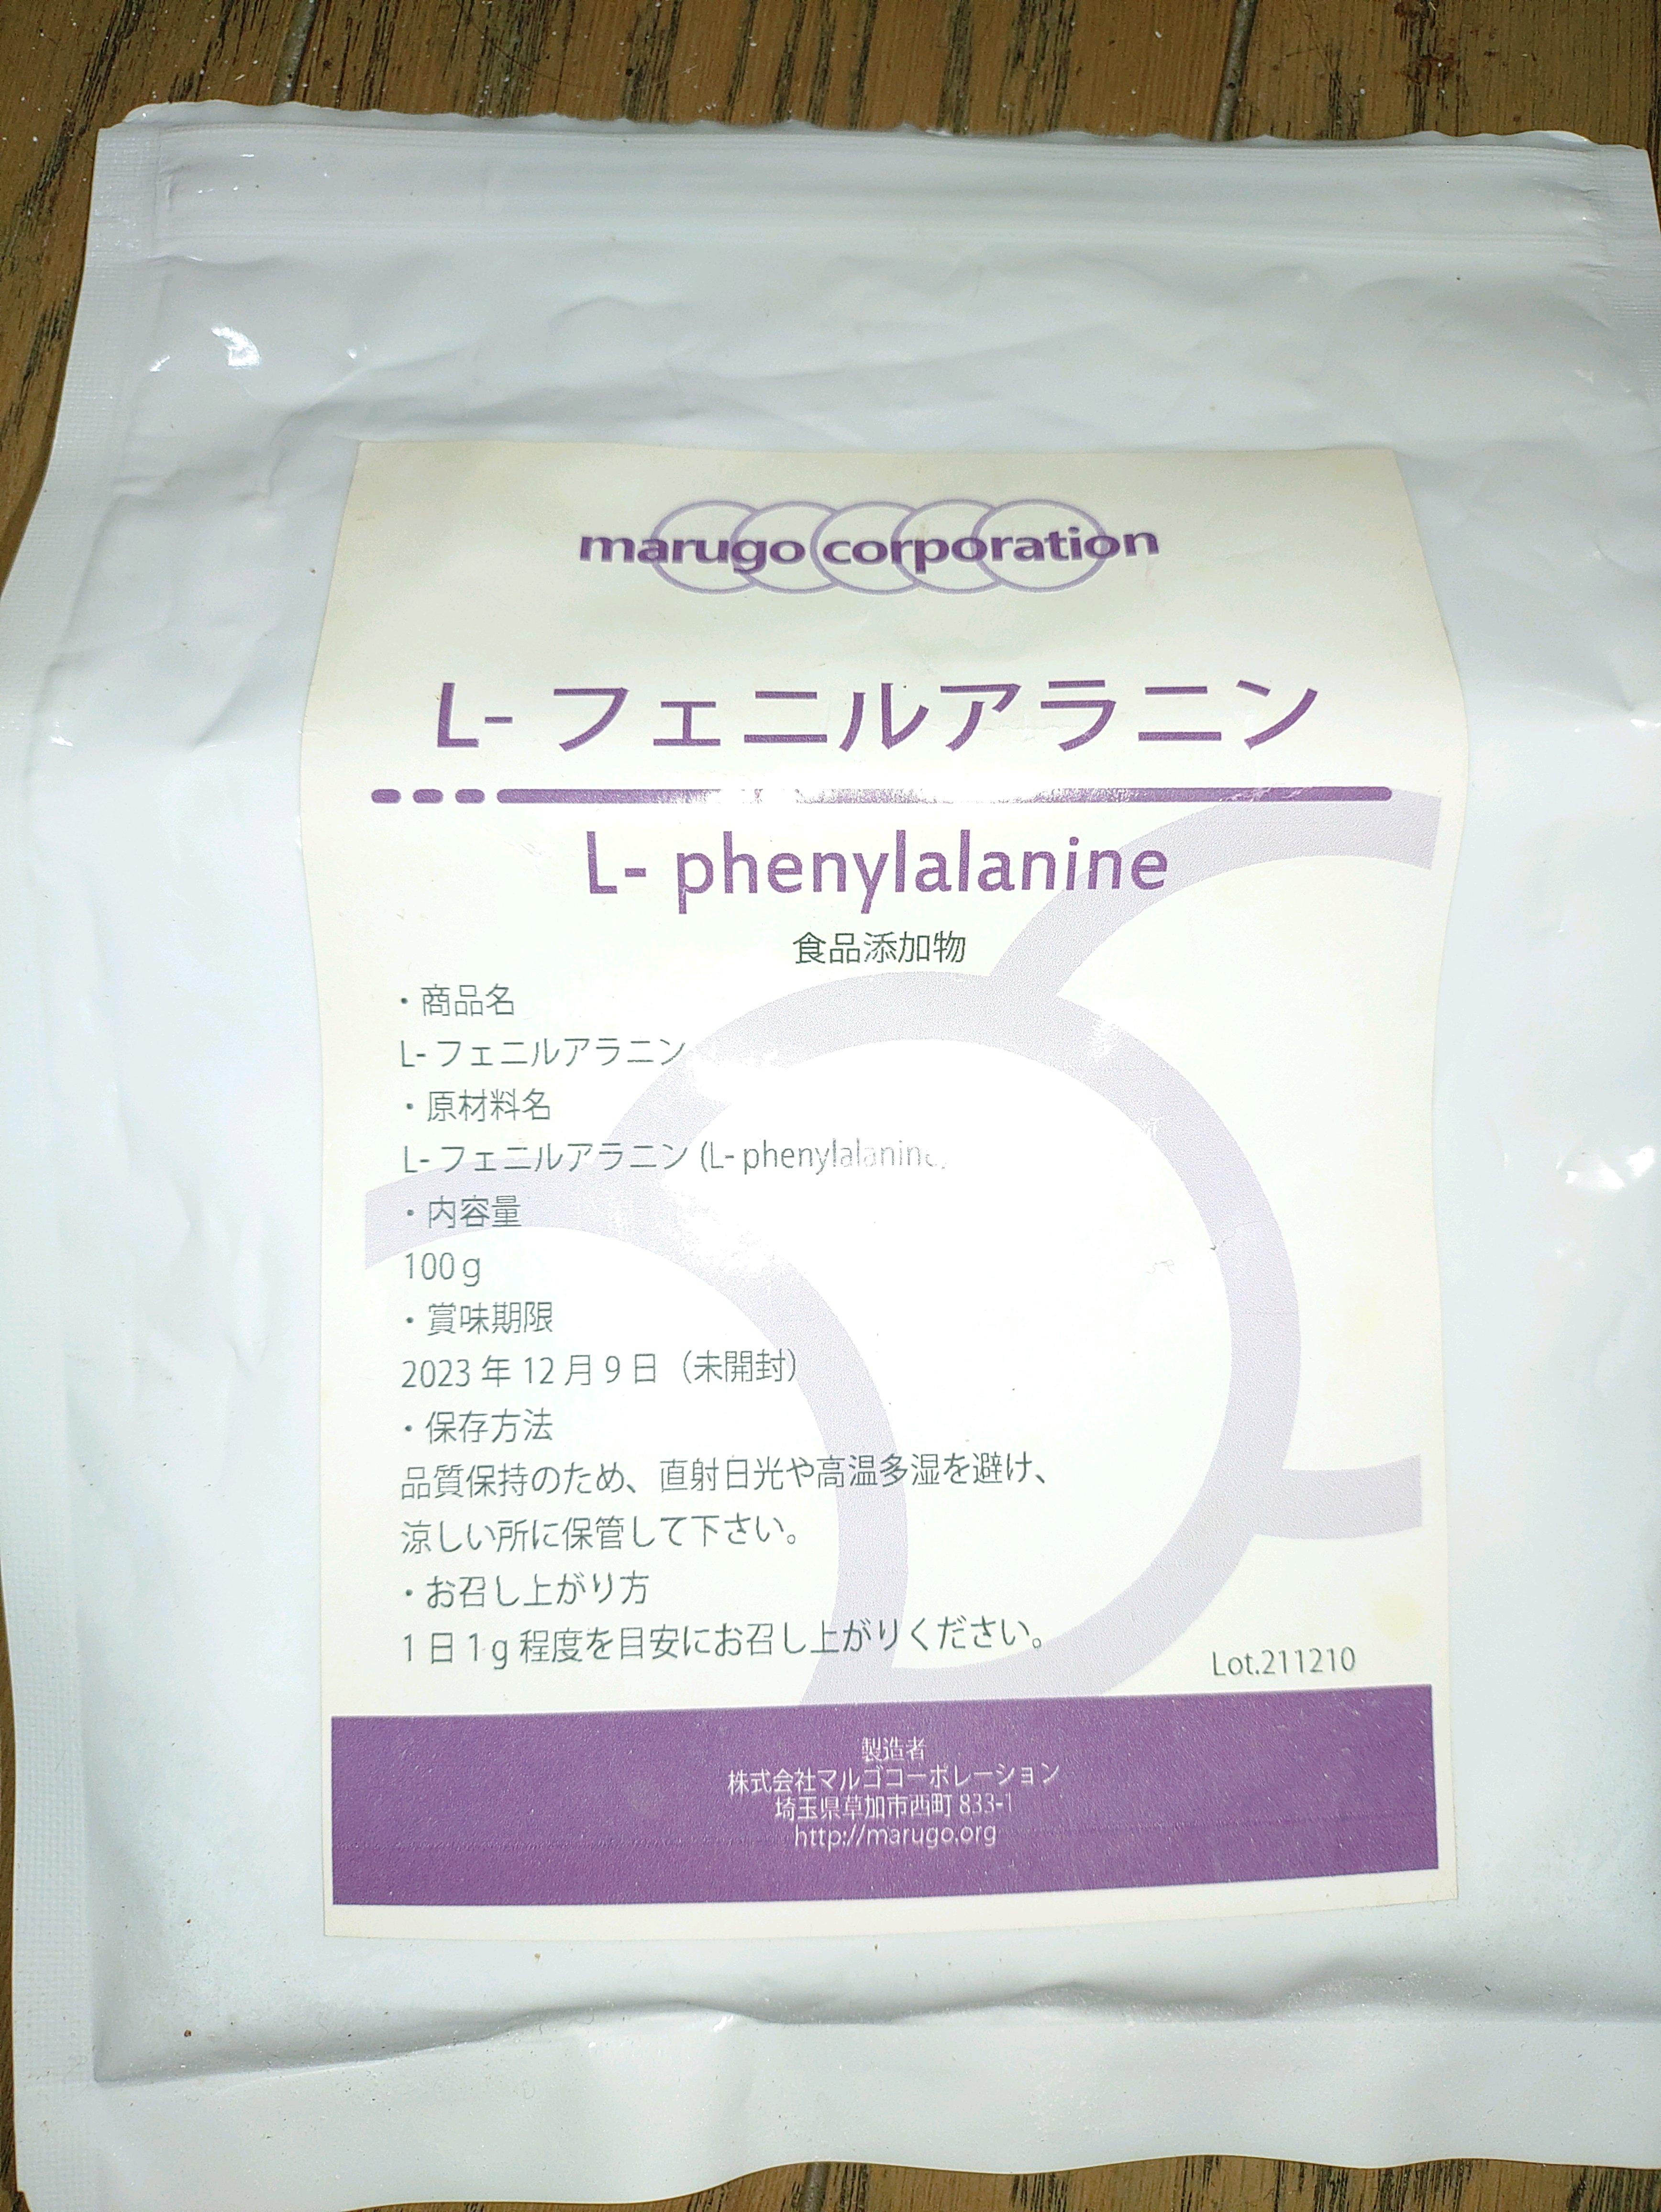 marugo corporation
L- フェニルアラニン
L- phenylalanine
食品添加物
・商品名
L- フェニルアラニン
・原材料名
L- フェニルアラニン (L- phenylalanine)
・内容量
100 g
・賞味期限
2023 年 12 月 9 日（未開封）
・保存方法
品質保持のため、直射日光や高温多湿を避け、
涼しい所に保管して下さい。
・お召し上がり方
1 日 1 g 程度を目安にお召し上がりください。
Lot.211210
製造者
株式会社マルゴコーポレーション
埼玉県草加市西町 833-1
http://marugo.org